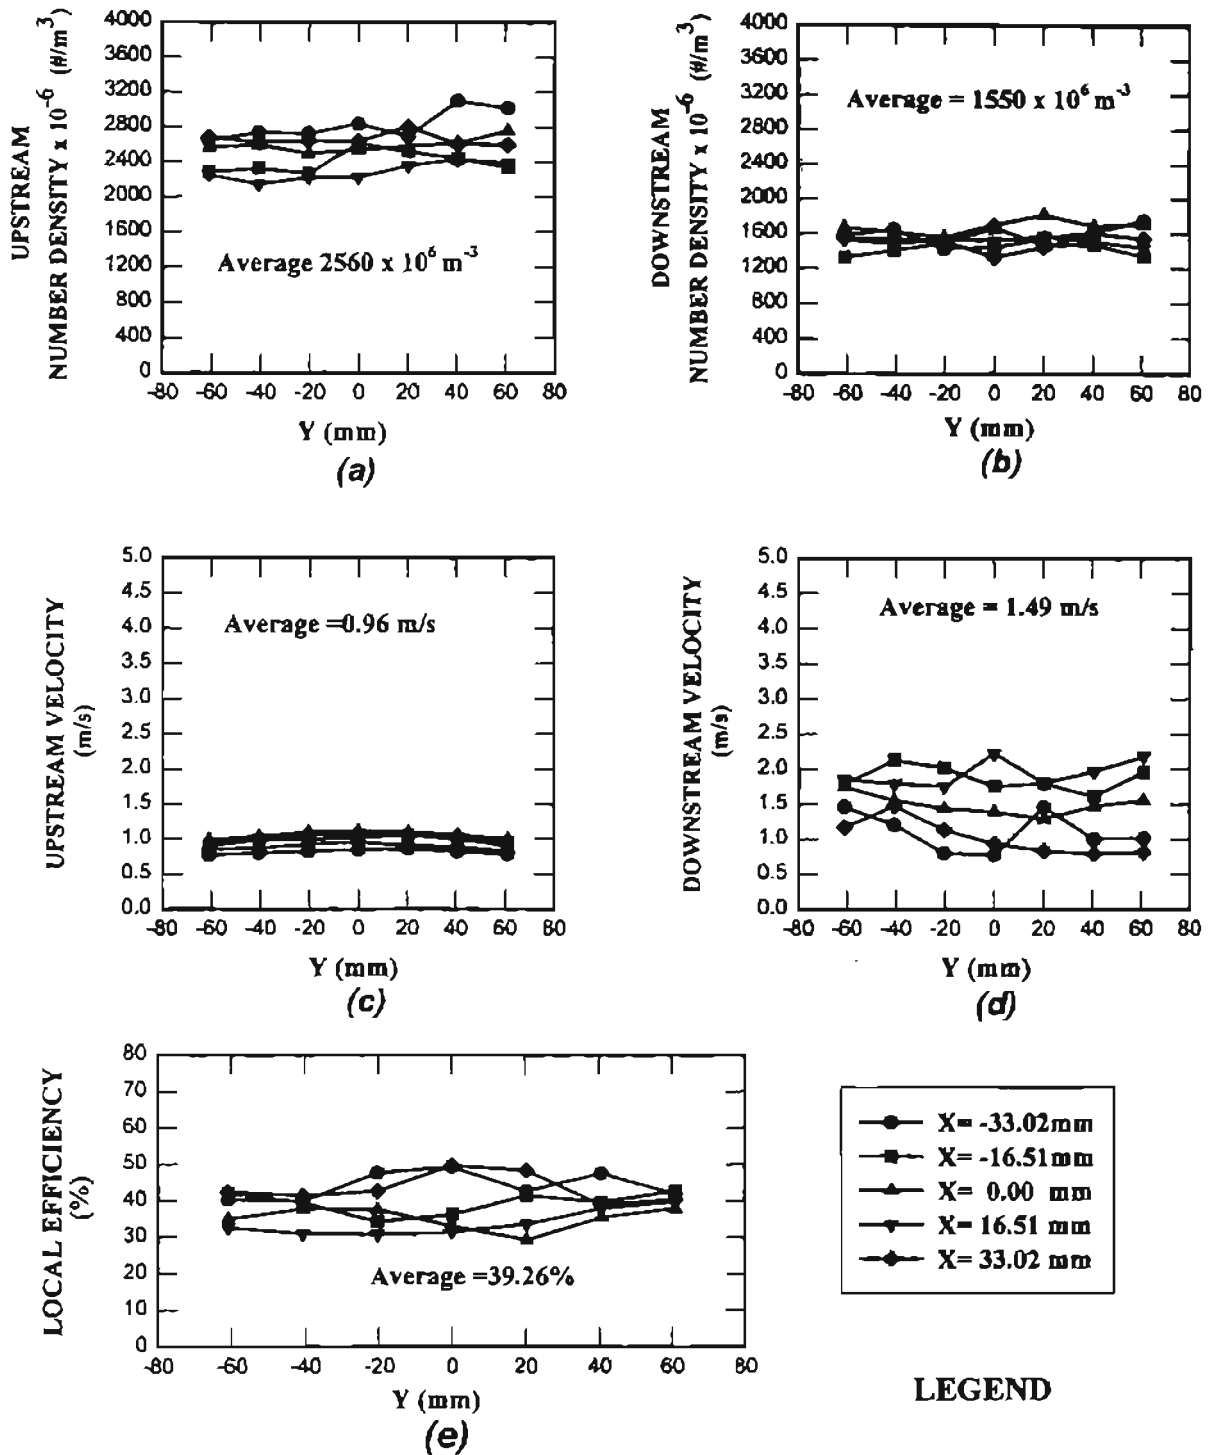 UPSTREAM
NUMBER DENSITY x 10⁻⁶ (#/m³)
4000
3600
3200
2800
2400
2000
1600
1200
800
400
0
Average 2560 x 10⁶ m⁻³
-80 -60 -40 -20 0 20 40 60 80
Y (mm)
(a)
DOWNSTREAM
NUMBER DENSITY x 10⁻⁶ (#/m³)
4000
3600
3200
2800
2400
2000
1600
1200
800
400
0
Average = 1550 x 10⁶ m⁻³
-80 -60 -40 -20 0 20 40 60 80
Y (mm)
(b)
UPSTREAM VELOCITY
(m/s)
5.0
4.5
4.0
3.5
3.0
2.5
2.0
1.5
1.0
0.5
0.0
Average =0.96 m/s
-80 -60 -40 -20 0 20 40 60 80
Y (mm)
(c)
DOWNSTREAM VELOCITY
(m/s)
5.0
4.5
4.0
3.5
3.0
2.5
2.0
1.5
1.0
0.5
0.0
Average = 1.49 m/s
-80 -60 -40 -20 0 20 40 60 80
Y (mm)
(d)
LOCAL EFFICIENCY
(%)
80
70
60
50
40
30
20
10
0
Average =39.26%
-80 -60 -40 -20 0 20 40 60 80
Y (mm)
(e)
X= -33.02mm
X= -16.51mm
X= 0.00 mm
X= 16.51 mm
X= 33.02 mm
LEGEND